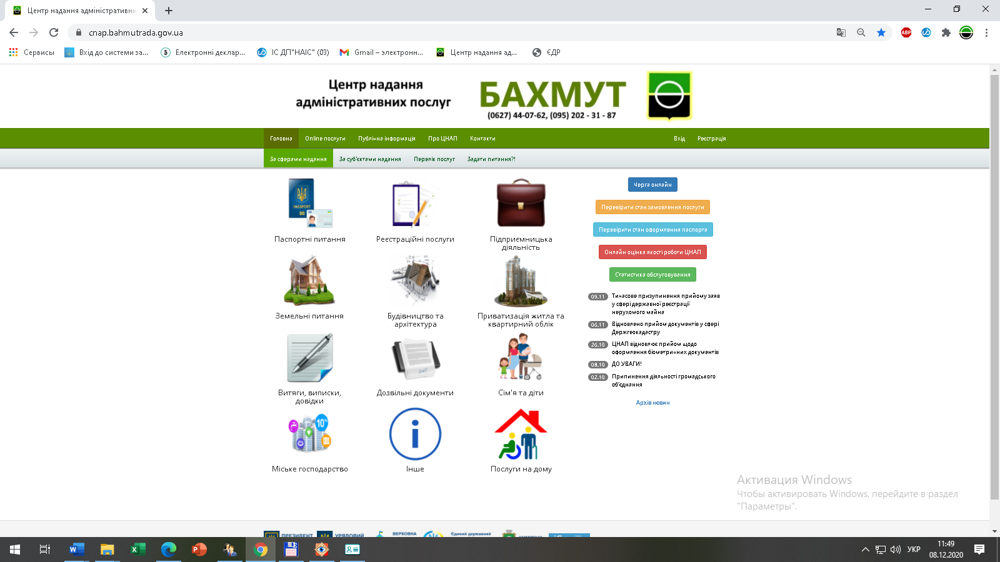 Центр надання адміністративни
cnap.bahmutrada.gov.ua
ABP
Сервисы
Вхід до системи за...
Електронні деклар...
ІС ДП"НАІС" (03)
Gmail – электронн...
Центр надання ад...
ЄДР
Центр надання
адміністративних послуг
БАХМУТ
(0627) 44-07-62, (095) 202 - 31 - 87
Головна
Online послуги
Публічна інформація
Про ЦНАП
Контакти
Вхід
Реєстрація
За сферами надання
За суб'єктами надання
Перелік послуг
Задати питання?!
PASSPORT
Паспортні питання
Реєстраційні послуги
Підприємницька
діяльність
Земельні питання
Будівництво та
архітектура
Приватизація житла та
квартирний облік
Витяги, виписки,
довідки
Дозвільні документи
Сім'я та діти
10%
Міське господарство
Інше
Послуги на дому
Черга онлайн
Перевірити стан замовлення послуги
Перевірити стан оформлення паспорта
Онлайн оцінка якості роботи ЦНАП
Статистика обслуговування
09.11 Тимчасове призупинення прийому заяв
у сфері державної реєстрації
нерухомого майна
06.11 Відновлено прийом документів у сфері
Держгеокадастру
26.10 ЦНАП відновлює прийом щодо
оформлення біометричних документів
08.10 ДО УВАГИ!
02.10 Припинення діяльності громадського
об'єднання
Архів новин
Активация Windows
Чтобы активировать Windows, перейдите в раздел
"Параметры".
ПРЕЗИДЕНТ
УРЯДОВИЙ
ВЕРХОВНА
Єдиний державний
УКР
11:49
08.12.2020